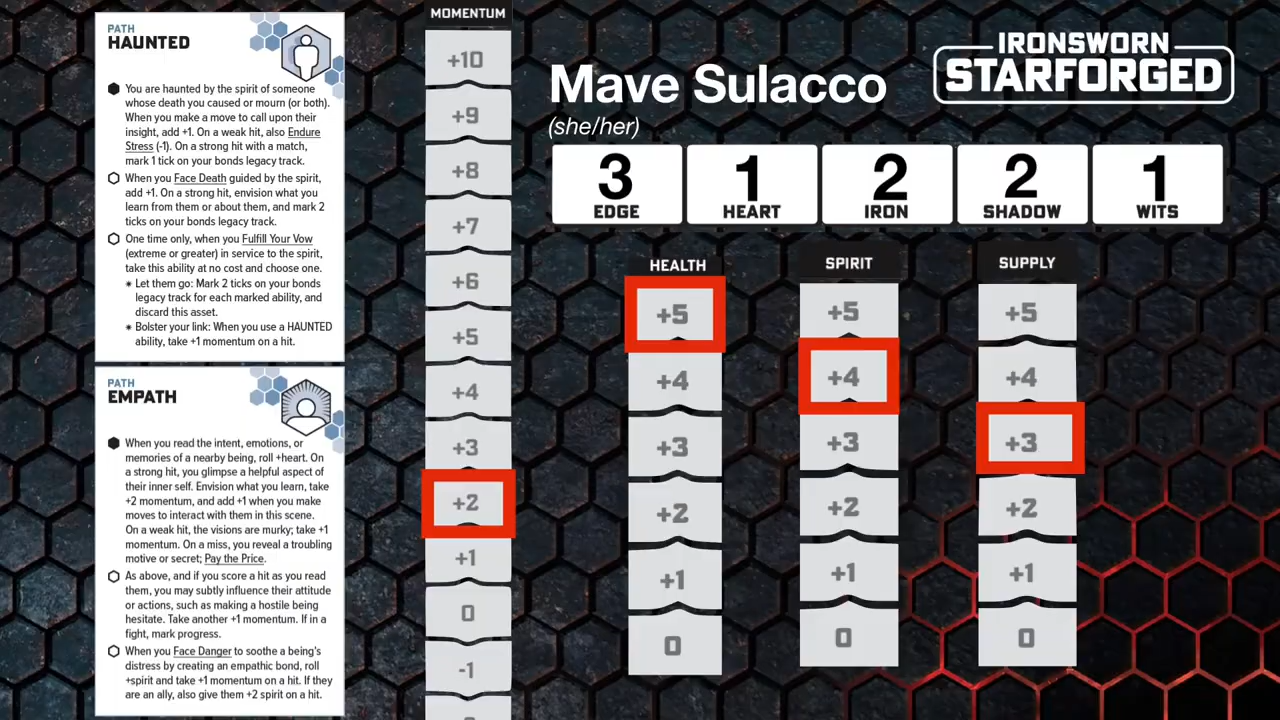 PATH
HAUNTED
You are haunted by the spirit of someone
whose death you caused or mourn (or both).
When you make a move to call upon their
insight, add +1. On a weak hit, also Endure
Stress (-1). On a strong hit with a match,
mark 1 tick on your bonds legacy track.
When you Face Death guided by the spirit,
add +1. On a strong hit, envision what you
learn from them or about them, and mark 2
ticks on your bonds legacy track.
One time only, when you Fulfill Your Vow
(extreme or greater) in service to the spirit,
take this ability at no cost and choose one.
* Let them go: Mark 2 ticks on your bonds
legacy track for each marked ability, and
discard this asset.
* Bolster your link: When you use a HAUNTED
ability, take +1 momentum on a hit.
PATH
EMPATH
When you read the intent, emotions, or
memories of a nearby being, roll +heart. On
a strong hit, you glimpse a helpful aspect of
their inner self. Envision what you learn, take
+2 momentum, and add +1 when you make
moves to interact with them in this scene.
On a weak hit, the visions are murky; take +1
momentum. On a miss, you reveal a troubling
motive or secret; Pay the Price.
As above, and if you score a hit as you read
them, you may subtly influence their attitude
or actions, such as making a hostile being
hesitate. Take another +1 momentum. If in a
fight, mark progress.
When you Face Danger to soothe a being's
distress by creating an empathic bond, roll
+spirit and take +1 momentum on a hit. If they
are an ally, also give them +2 spirit on a hit.
MOMENTUM
+10
+9
+8
+7
+6
+5
+4
+3
+2
+1
0
-1
Mave Sulacco
(she/her)
IRONSWORN
STARFORGED
3 1 2 2 1
EDGE HEART IRON SHADOW WITS
HEALTH
+5
+4
+3
+2
+1
0
SPIRIT
+5
+4
+3
+2
+1
0
SUPPLY
+5
+4
+3
+2
+1
0